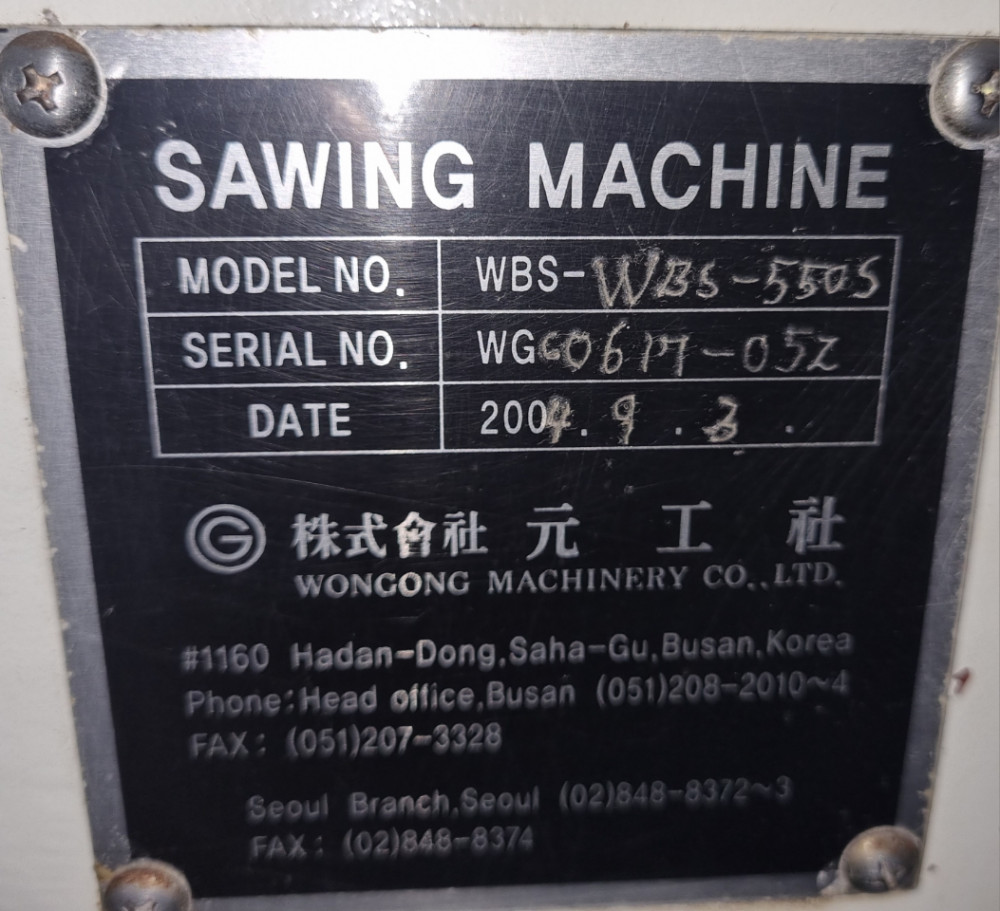 SAWING MACHINE
MODEL NO. WBS-WBS-550S
SERIAL NO. WG
DATE 2004.9.3.
G 株式會社 元工社
WONGONG MACHINERY CO.,LTD.
#1160 Hadan-Dong,Saha-Gu,Busan,Korea
Phone:Head office,Busan (051)208-2010~4
FAX: (051)207-3328
Seoul Branch,Seoul (02)848-8372~3
FAX: (02)848-8374